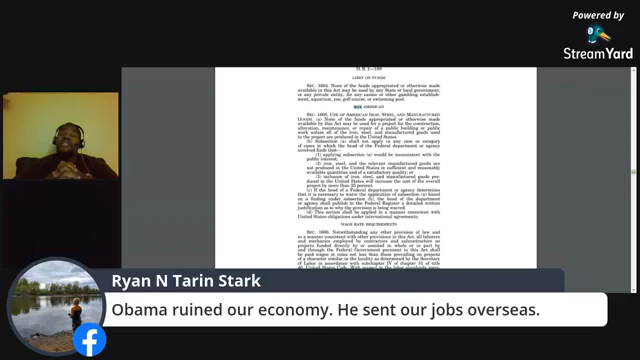 Powered by
StreamYard
H. R. 1—189
LIMIT ON FUNDS
SEC. 1604. None of the funds appropriated or otherwise made
available in this Act may be used by any State or local government,
or any private entity, for any casino or other gambling establish-
ment, aquarium, zoo, golf course, or swimming pool.
BUY AMERICAN
SEC. 1605. USE OF AMERICAN IRON, STEEL, AND MANUFACTURED
GOODS. (a) None of the funds appropriated or otherwise made
available by this Act may be used for a project for the construction,
alteration, maintenance, or repair of a public building or public
work unless all of the iron, steel, and manufactured goods used
in the project are produced in the United States.
(b) Subsection (a) shall not apply in any case or category
of cases in which the head of the Federal department or agency
involved finds that—
(1) applying subsection (a) would be inconsistent with the
public interest;
(2) iron, steel, and the relevant manufactured goods are
not produced in the United States in sufficient and reasonably
available quantities and of a satisfactory quality; or
(3) inclusion of iron, steel, and manufactured goods pro-
duced in the United States will increase the cost of the overall
project by more than 25 percent.
(c) If the head of a Federal department or agency determines
that it is necessary to waive the application of subsection (a) based
on a finding under subsection (b), the head of the department
or agency shall publish in the Federal Register a detailed written
justification as to why the provision is being waived.
(d) This section shall be applied in a manner consistent with
United States obligations under international agreements.
WAGE RATE REQUIREMENTS
SEC. 1606. Notwithstanding any other provision of law and
in a manner consistent with other provisions in this Act, all laborers
and mechanics employed by contractors and subcontractors on
projects funded directly by or assisted in whole or in part by
and through the Federal Government pursuant to this Act shall
be paid wages at rates not less than those prevailing on projects
of a character similar in the locality as determined by the Secretary
of Labor in accordance with subchapter IV of chapter 31 of title
Ryan N Tarin Stark
Obama ruined our economy. He sent our jobs overseas.